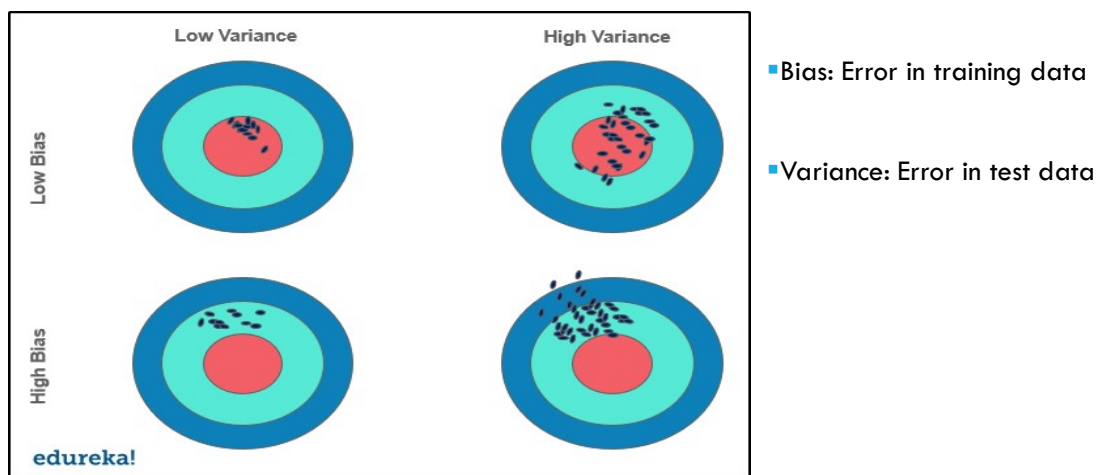 Low Variance
High Variance
Low Bias
High Bias
edureka!
▪Bias: Error in training data
▪Variance: Error in test data